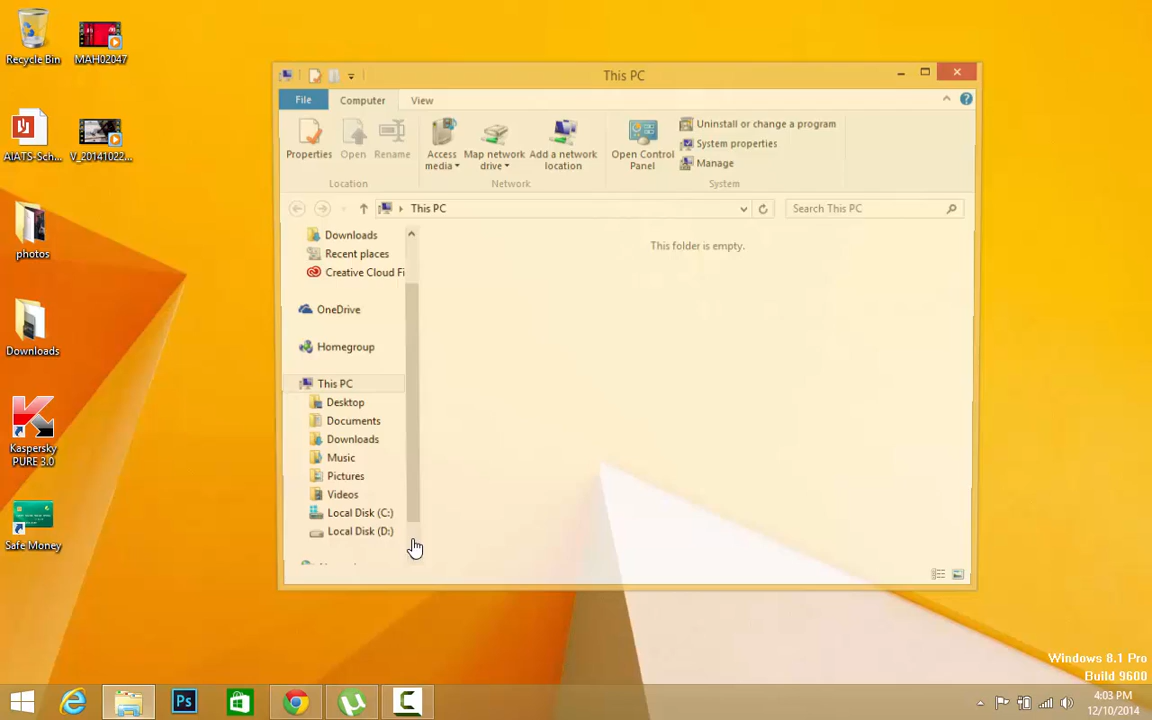 Recycle Bin
MAH02047
AIATS-Sch...
V_20141022...
photos
Downloads
Kaspersky
PURE 3.0
Safe Money
This PC
File
Computer
View
Properties
Open
Rename
Location
Access
media
Map network
drive
Add a network
location
Network
Open Control
Panel
Uninstall or change a program
System properties
Manage
System
This PC
Search This PC
Downloads
Recent places
Creative Cloud Fi
OneDrive
Homegroup
This PC
Desktop
Documents
Downloads
Music
Pictures
Videos
Local Disk (C:)
Local Disk (D:)
This folder is empty.
Ps
Windows 8.1 Pro
Build 9600
4:03 PM
12/10/2014